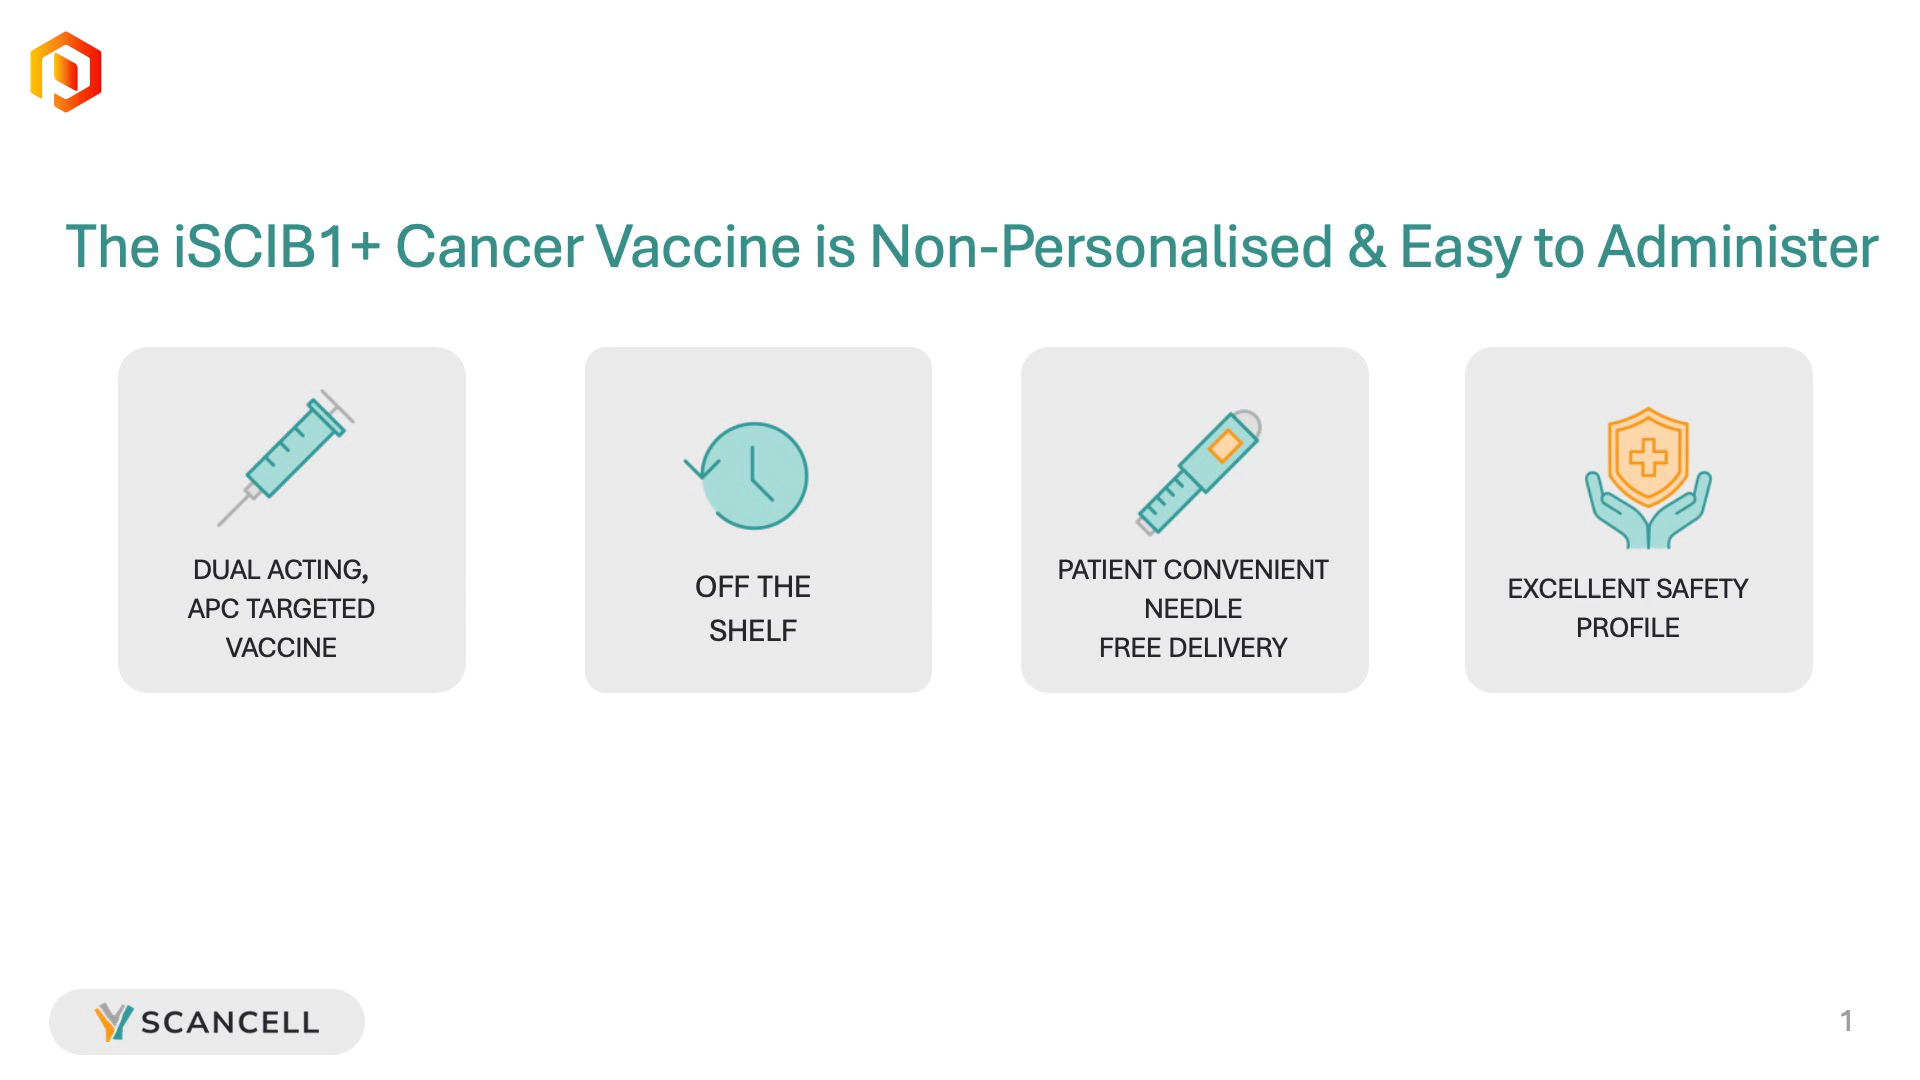 The iSCIB1+ Cancer Vaccine is Non-Personalised & Easy to Administer
DUAL ACTING,
APC TARGETED
VACCINE
OFF THE
SHELF
PATIENT CONVENIENT
NEEDLE
FREE DELIVERY
EXCELLENT SAFETY
PROFILE
SCANCELL
1